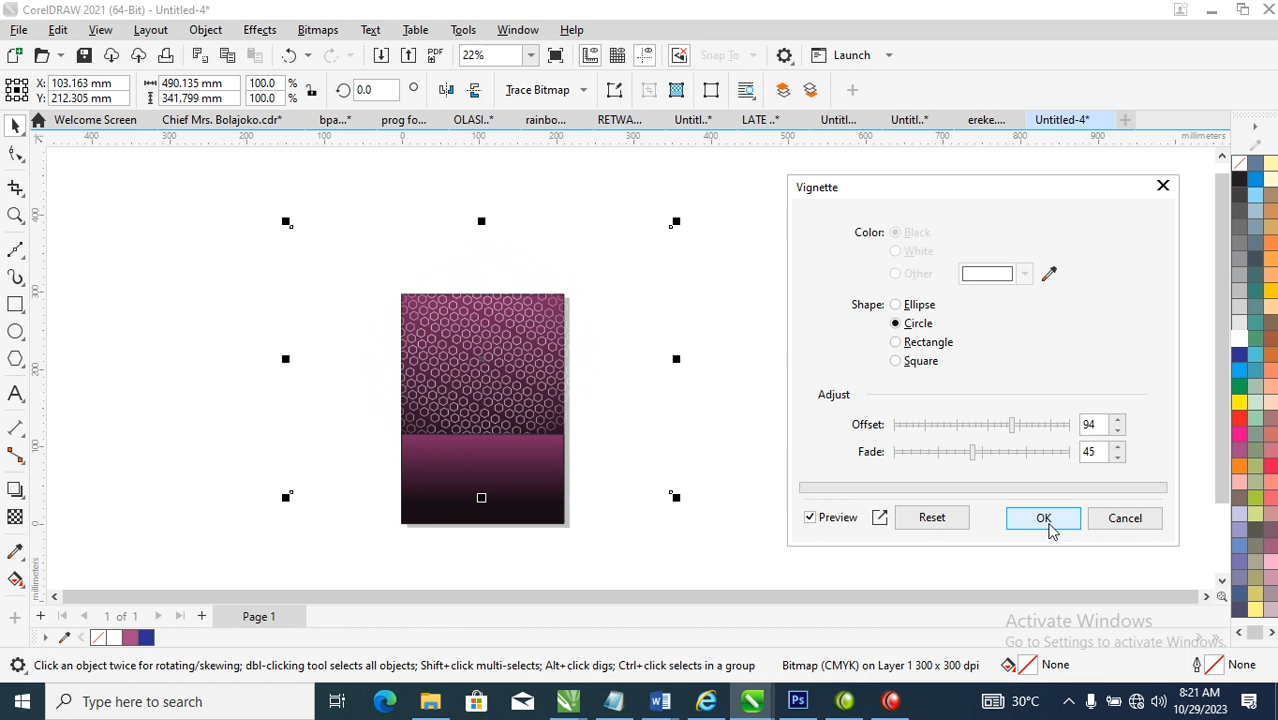 CorelDRAW 2021 (64-Bit) - Untitled-4*
File Edit View Layout Object Effects Bitmaps Text Table Tools Window Help
PDF 22% Snap To Launch
X: 103.163 mm 490.135 mm 100.0 % 0.0 ° Trace Bitmap
Y: 212.305 mm 341.799 mm 100.0 %
Welcome Screen Chief Mrs. Bolajoko.cdr* bpa...* prog fo... OLASI..* rainbo... RETWA... Untitl..* LATE ..* Untitl... Untitl..* ereke.... Untitled-4*
400 300 200 100 0 100 200 300 400 500 600 700 800 900 millimeters
400
300
200
100
0
millimeters
Vignette
Color: Black
White
Other
Shape: Ellipse
Circle
Rectangle
Square
Adjust
Offset: 94
Fade: 45
Preview Reset OK Cancel
1 of 1 Page 1
Activate Windows
Go to Settings to activate Windows.
Click an object twice for rotating/skewing; dbl-clicking tool selects all objects; Shift+click multi-selects; Alt+click digs; Ctrl+click selects in a group Bitmap (CMYK) on Layer 1 300 x 300 dpi None None
Type here to search 30°C 8:21 AM
10/29/2023